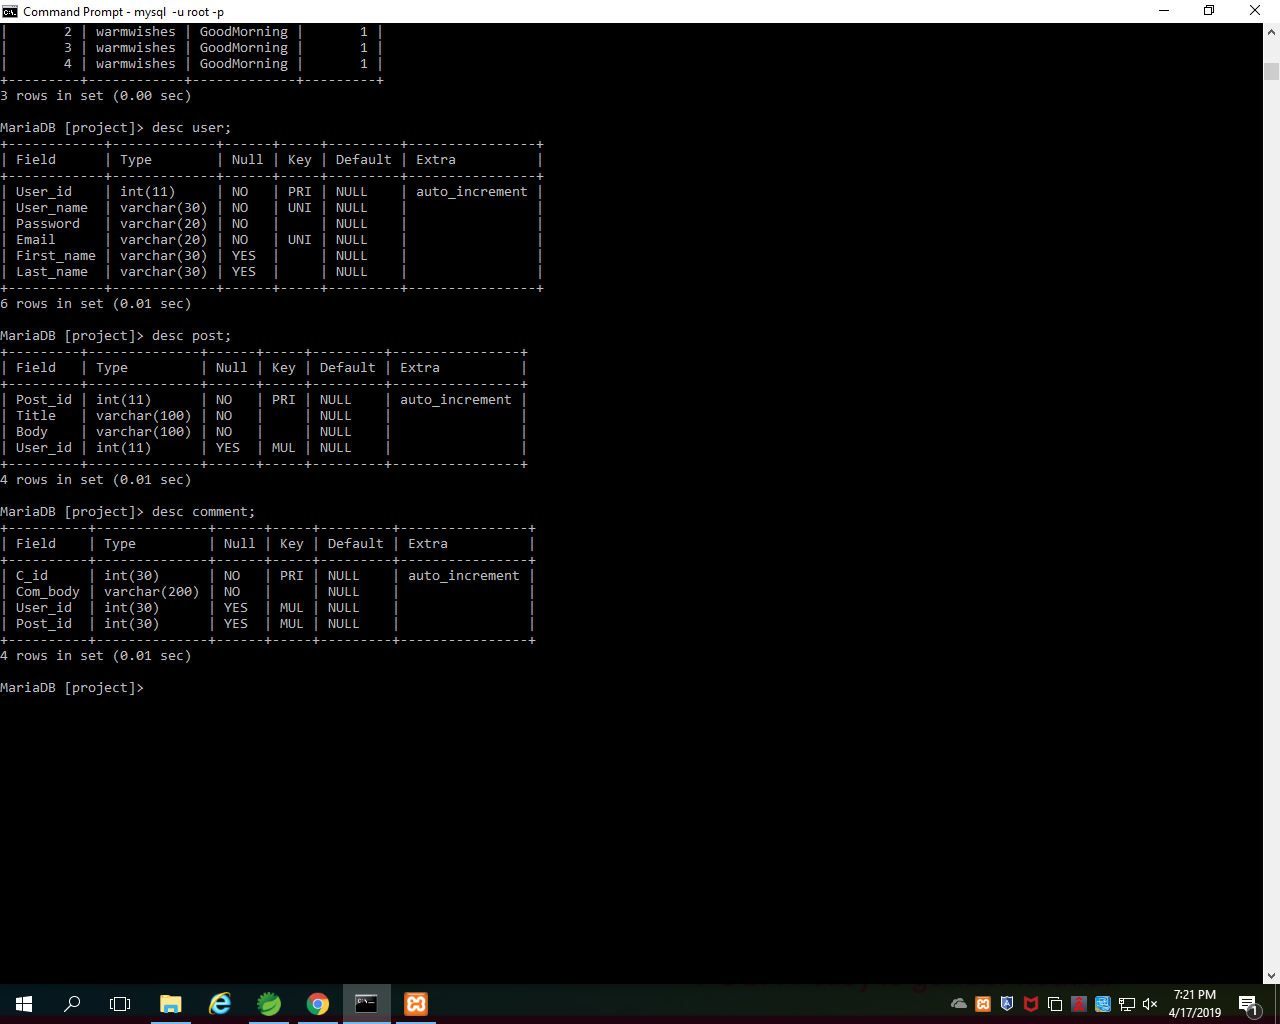 Command Prompt - mysql  -u root -p
|       2 | warmwishes | GoodMorning |       1 |
|       3 | warmwishes | GoodMorning |       1 |
|       4 | warmwishes | GoodMorning |       1 |
+---------+------------+-------------+---------+
3 rows in set (0.00 sec)
MariaDB [project]> desc user;
+------------+-------------+------+-----+---------+----------------+
| Field      | Type        | Null | Key | Default | Extra          |
+------------+-------------+------+-----+---------+----------------+
| User_id    | int(11)     | NO   | PRI | NULL    | auto_increment |
| User_name  | varchar(30) | NO   | UNI | NULL    |                |
| Password   | varchar(20) | NO   |     | NULL    |                |
| Email      | varchar(20) | NO   | UNI | NULL    |                |
| First_name | varchar(30) | YES  |     | NULL    |                |
| Last_name  | varchar(30) | YES  |     | NULL    |                |
+------------+-------------+------+-----+---------+----------------+
6 rows in set (0.01 sec)
MariaDB [project]> desc post;
+---------+--------------+------+-----+---------+----------------+
| Field   | Type         | Null | Key | Default | Extra          |
+---------+--------------+------+-----+---------+----------------+
| Post_id | int(11)      | NO   | PRI | NULL    | auto_increment |
| Title   | varchar(100) | NO   |     | NULL    |                |
| Body    | varchar(100) | NO   |     | NULL    |                |
| User_id | int(11)      | YES  | MUL | NULL    |                |
+---------+--------------+------+-----+---------+----------------+
4 rows in set (0.01 sec)
MariaDB [project]> desc comment;
+----------+--------------+------+-----+---------+----------------+
| Field    | Type         | Null | Key | Default | Extra          |
+----------+--------------+------+-----+---------+----------------+
| C_id     | int(30)      | NO   | PRI | NULL    | auto_increment |
| Com_body | varchar(200) | NO   |     | NULL    |                |
| User_id  | int(30)      | YES  | MUL | NULL    |                |
| Post_id  | int(30)      | YES  | MUL | NULL    |                |
+----------+--------------+------+-----+---------+----------------+
4 rows in set (0.01 sec)
MariaDB [project]>
7:21 PM
4/17/2019
1